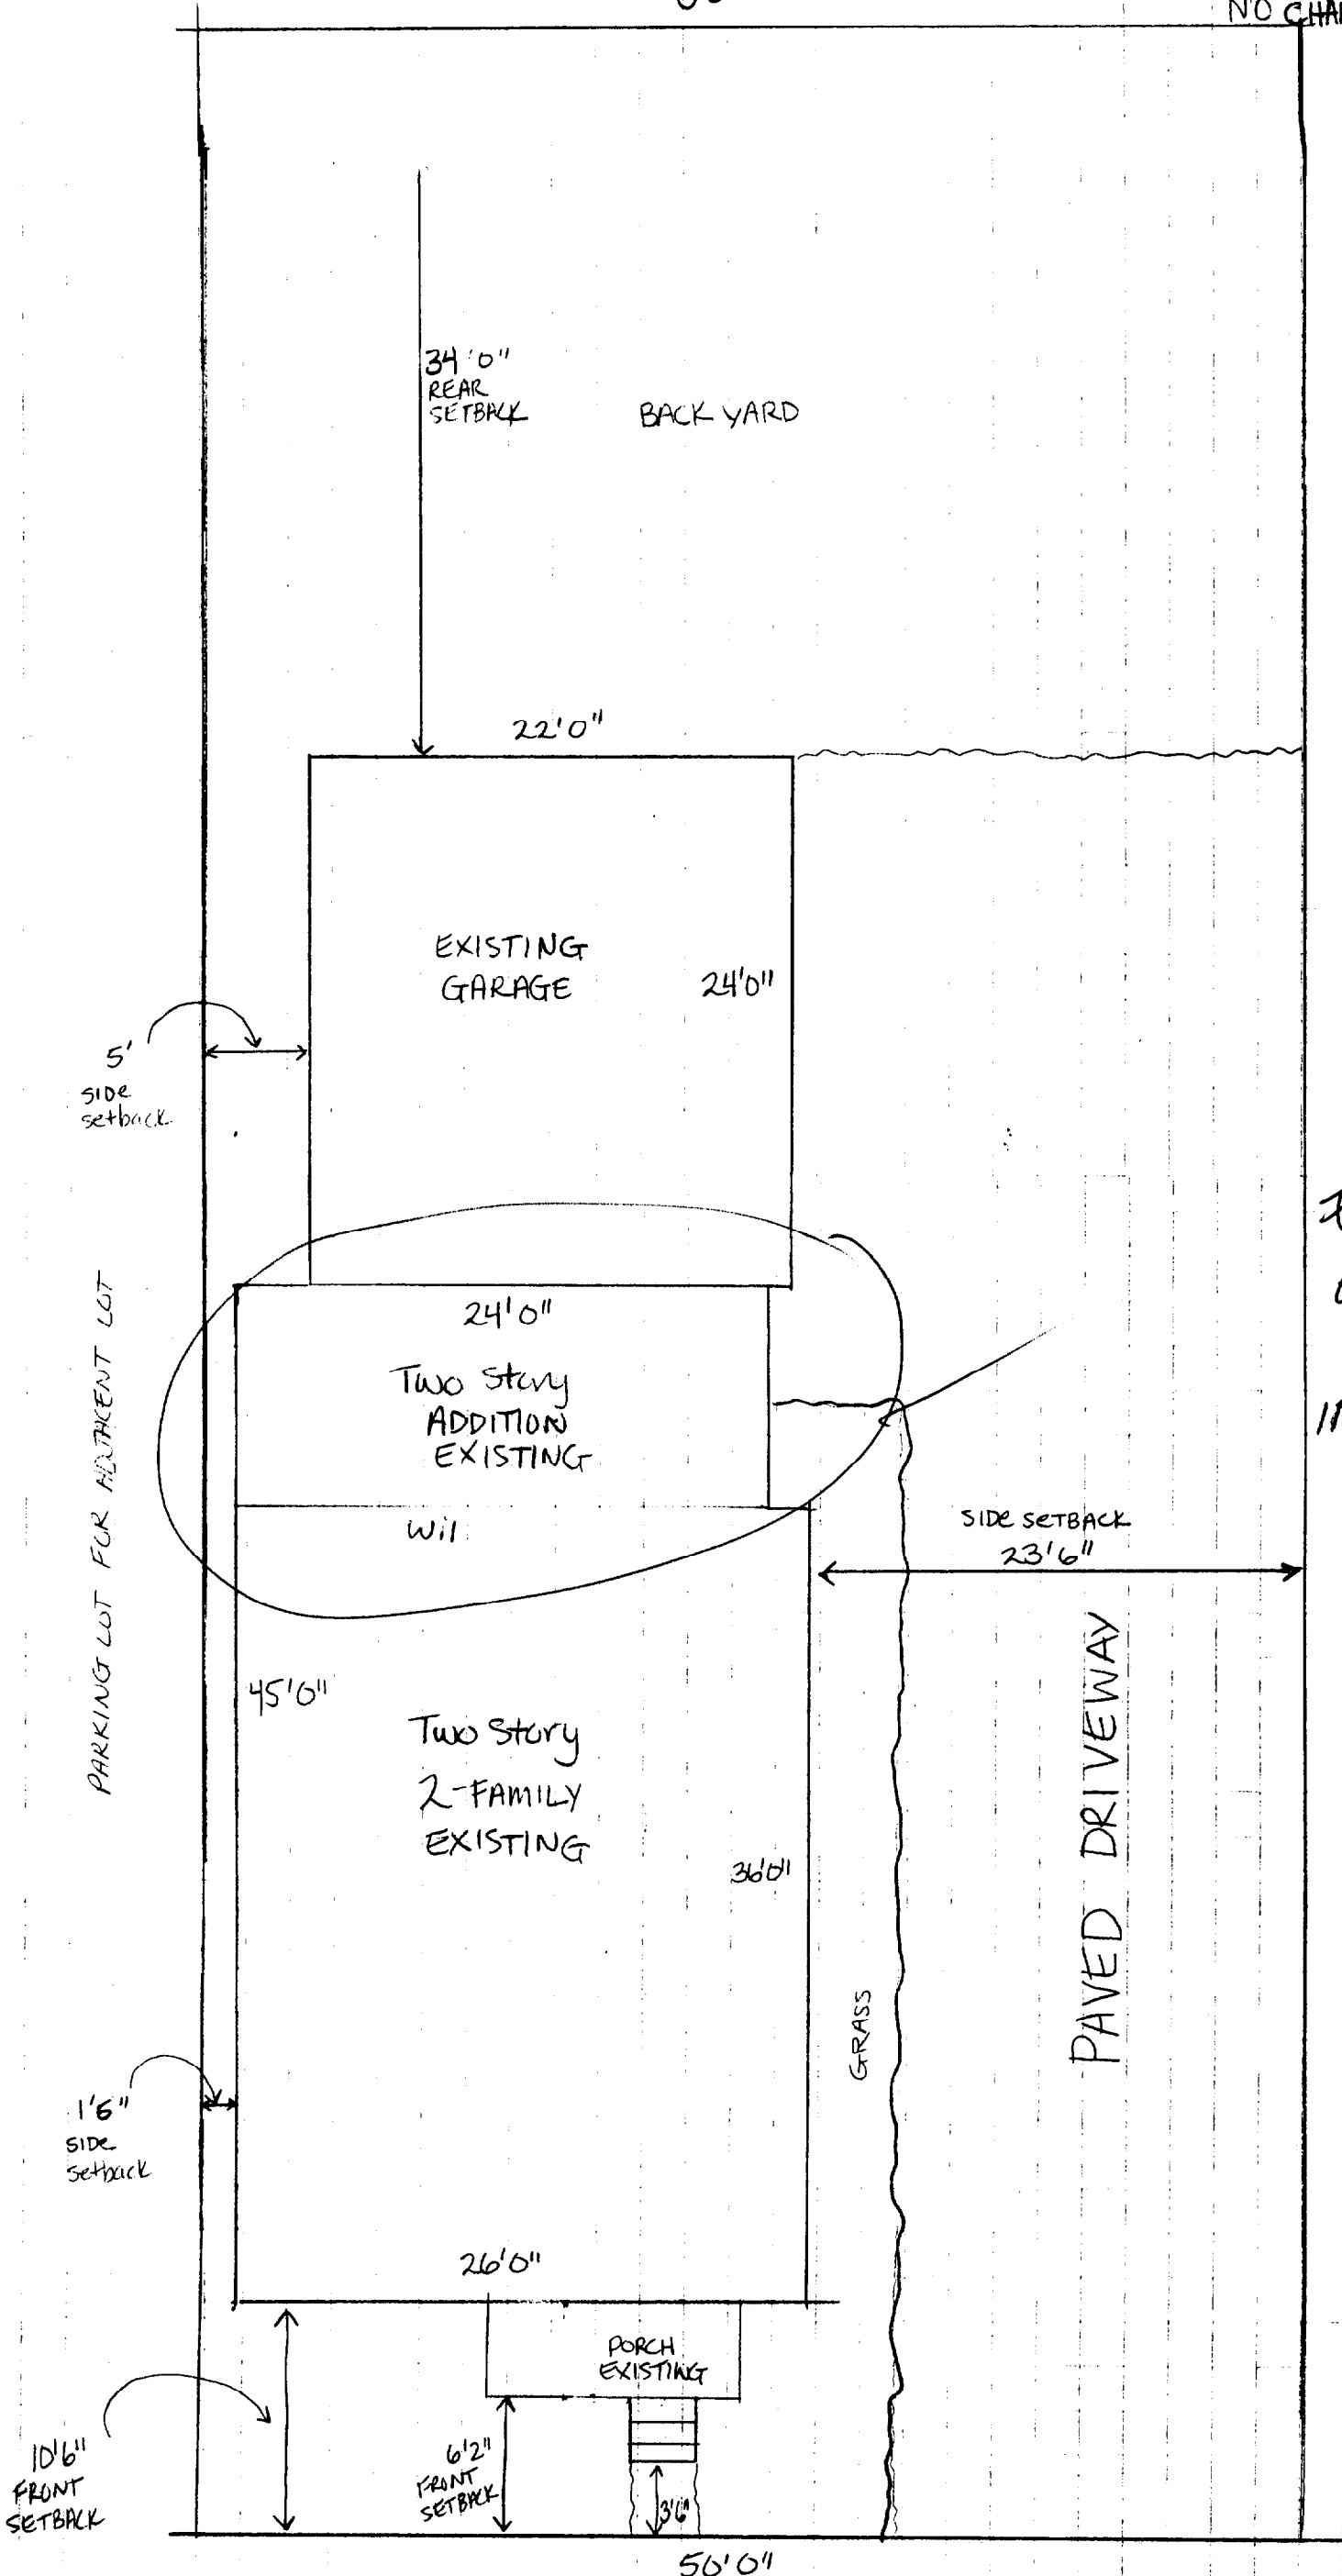 NO CHAN
34'0"
REAR
SETBACK
BACK YARD
22'0"
EXISTING
GARAGE
24'0"
5'
SIDE
setback
24'0"
Two Story
ADDITION
EXISTING
Wil
PARKING LOT FOR ADJACENT LOT
SIDE SETBACK
23'6"
45'0"
Two Story
2-FAMILY
EXISTING
36'0"
PAVED DRIVEWAY
GRASS
1'6"
SIDE
Setback
26'0"
PORCH
EXISTING
10'6"
FRONT
SETBACK
6'2"
FRONT
SETBACK
3'6"
50'0"